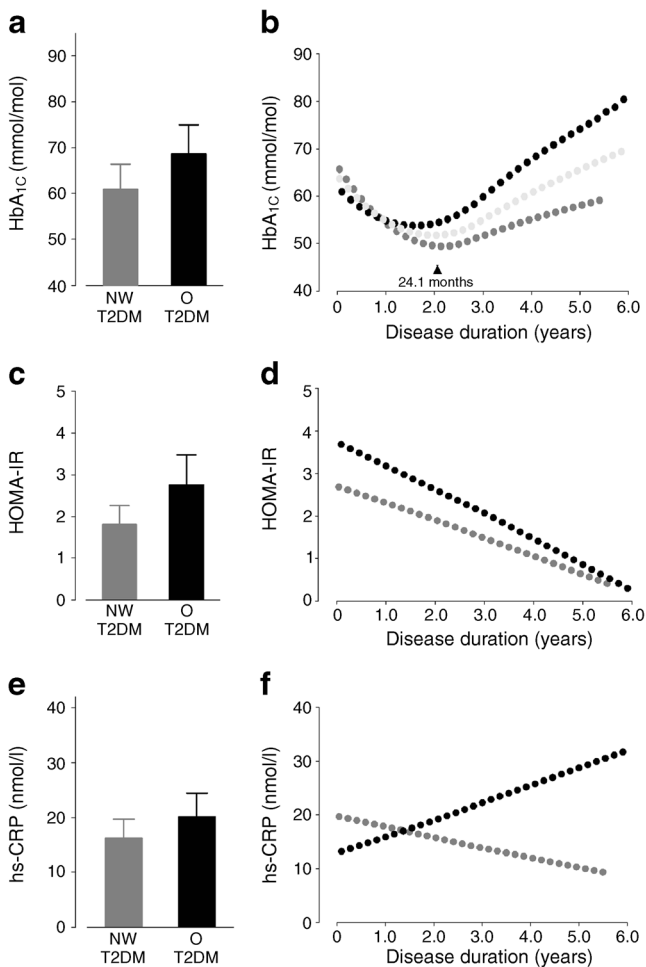 a
HbA1C (mmol/mol)
90
80
70
60
50
40
NW
T2DM
O
T2DM
b
HbA1C (mmol/mol)
90
80
70
60
50
40
24.1 months
0 1.0 2.0 3.0 4.0 5.0 6.0
Disease duration (years)
c
HOMA-IR
5
4
3
2
1
0
NW
T2DM
O
T2DM
d
HOMA-IR
5
4
3
2
1
0
0 1.0 2.0 3.0 4.0 5.0 6.0
Disease duration (years)
e
hs-CRP (nmol/l)
40
30
20
10
0
NW
T2DM
O
T2DM
f
hs-CRP (nmol/l)
40
30
20
10
0
0 1.0 2.0 3.0 4.0 5.0 6.0
Disease duration (years)